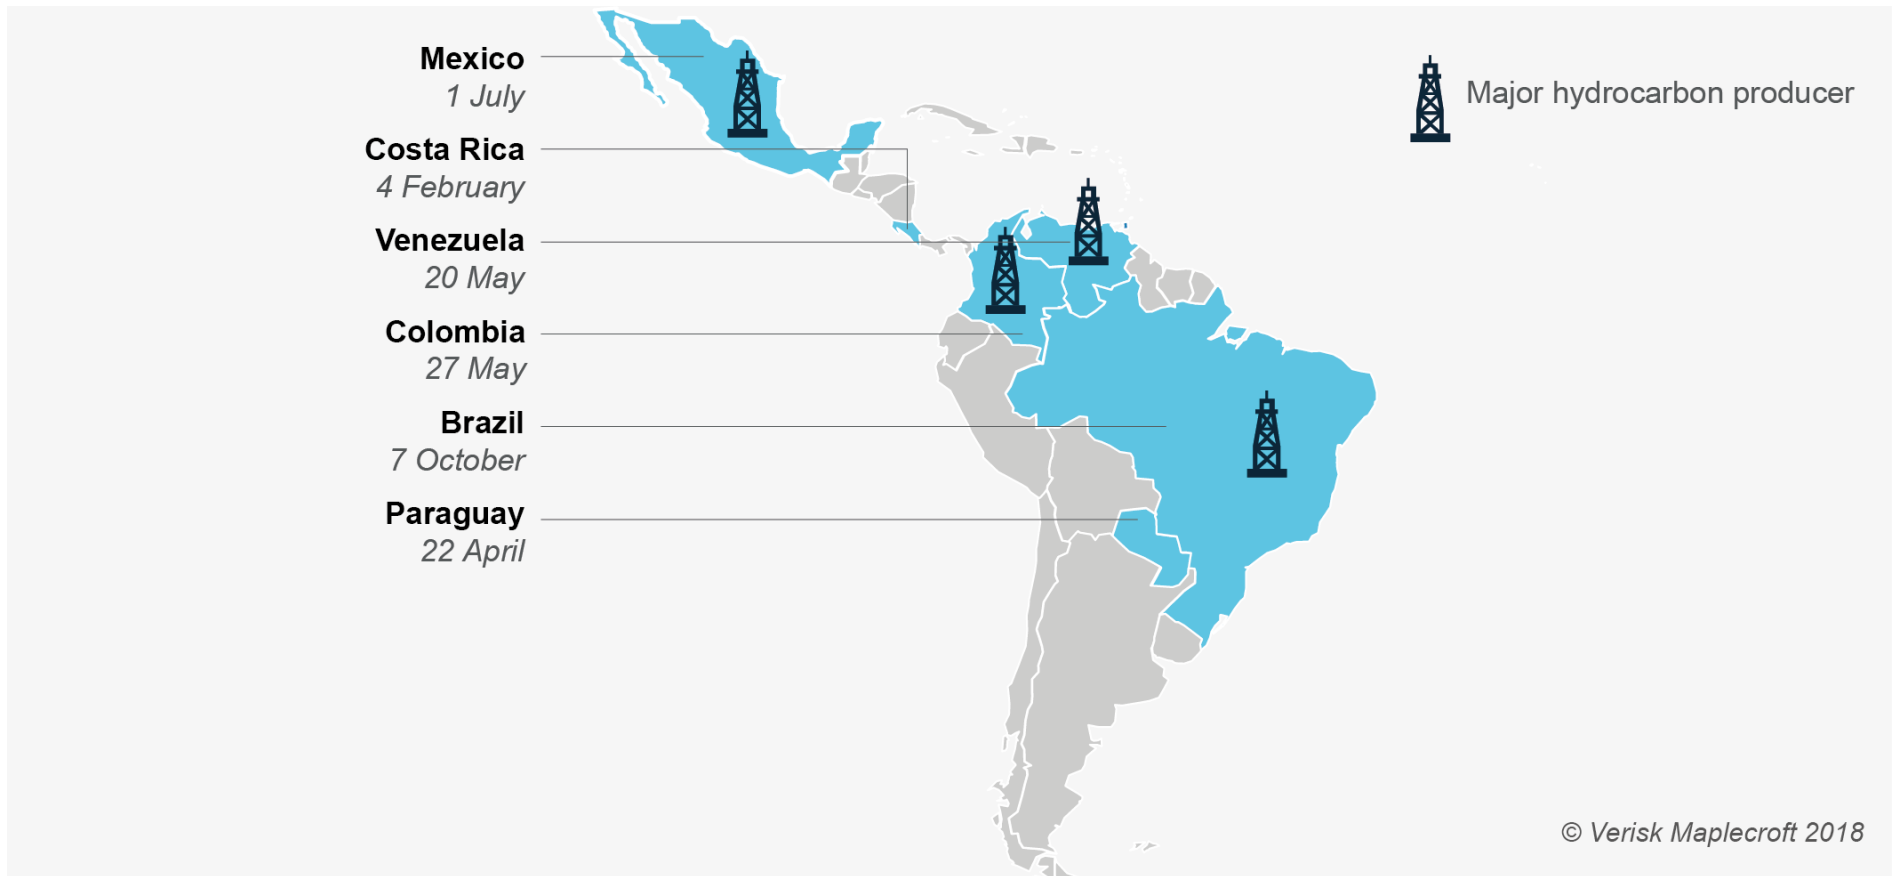 Mexico
1 July
Costa Rica
4 February
Venezuela
20 May
Colombia
27 May
Brazil
7 October
Paraguay
22 April
Major hydrocarbon producer
© Verisk Maplecroft 2018